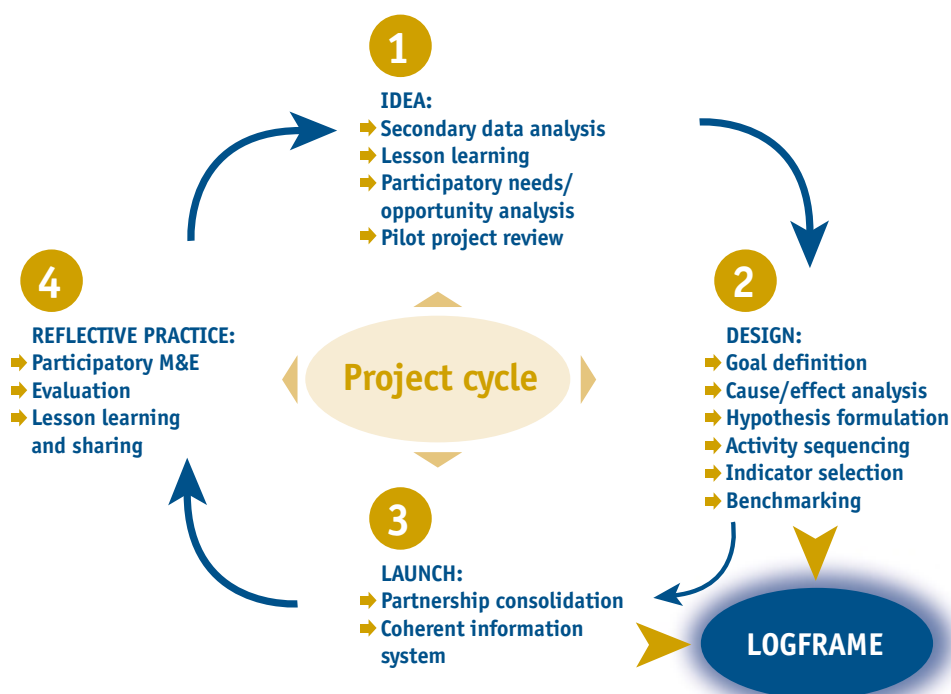 1
IDEA:
Secondary data analysis
Lesson learning
Participatory needs/
opportunity analysis
Pilot project review
2
DESIGN:
Goal definition
Cause/effect analysis
Hypothesis formulation
Activity sequencing
Indicator selection
Benchmarking
3
LAUNCH:
Partnership consolidation
Coherent information
system
4
REFLECTIVE PRACTICE:
Participatory M&E
Evaluation
Lesson learning
and sharing
Project cycle
LOGFRAME